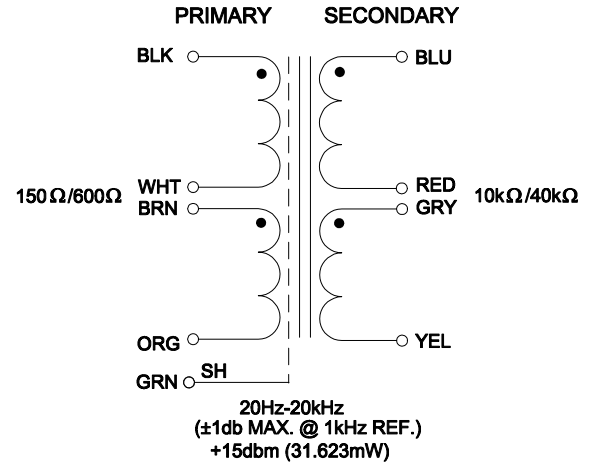 PRIMARY SECONDARY
BLK BLU
WHT RED
150Ω/600Ω 10kΩ/40kΩ
BRN GRY
ORG YEL
GRN SH
20Hz-20kHz
(±1db MAX. @ 1kHz REF.)
+15dbm (31.623mW)